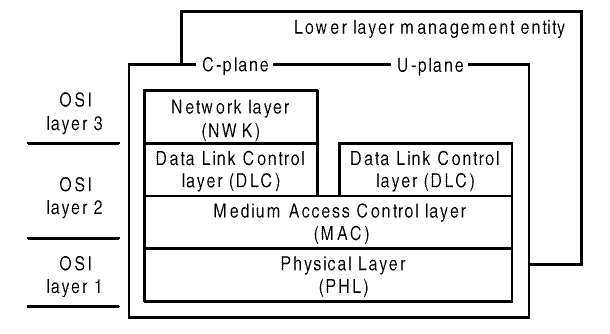 Lower layer management entity
C-plane
U-plane
OSI
layer 3
Network layer
(NWK)
Data Link Control
layer (DLC)
Data Link Control
layer (DLC)
OSI
layer 2
Medium Access Control layer
(MAC)
OSI
layer 1
Physical Layer
(PHL)